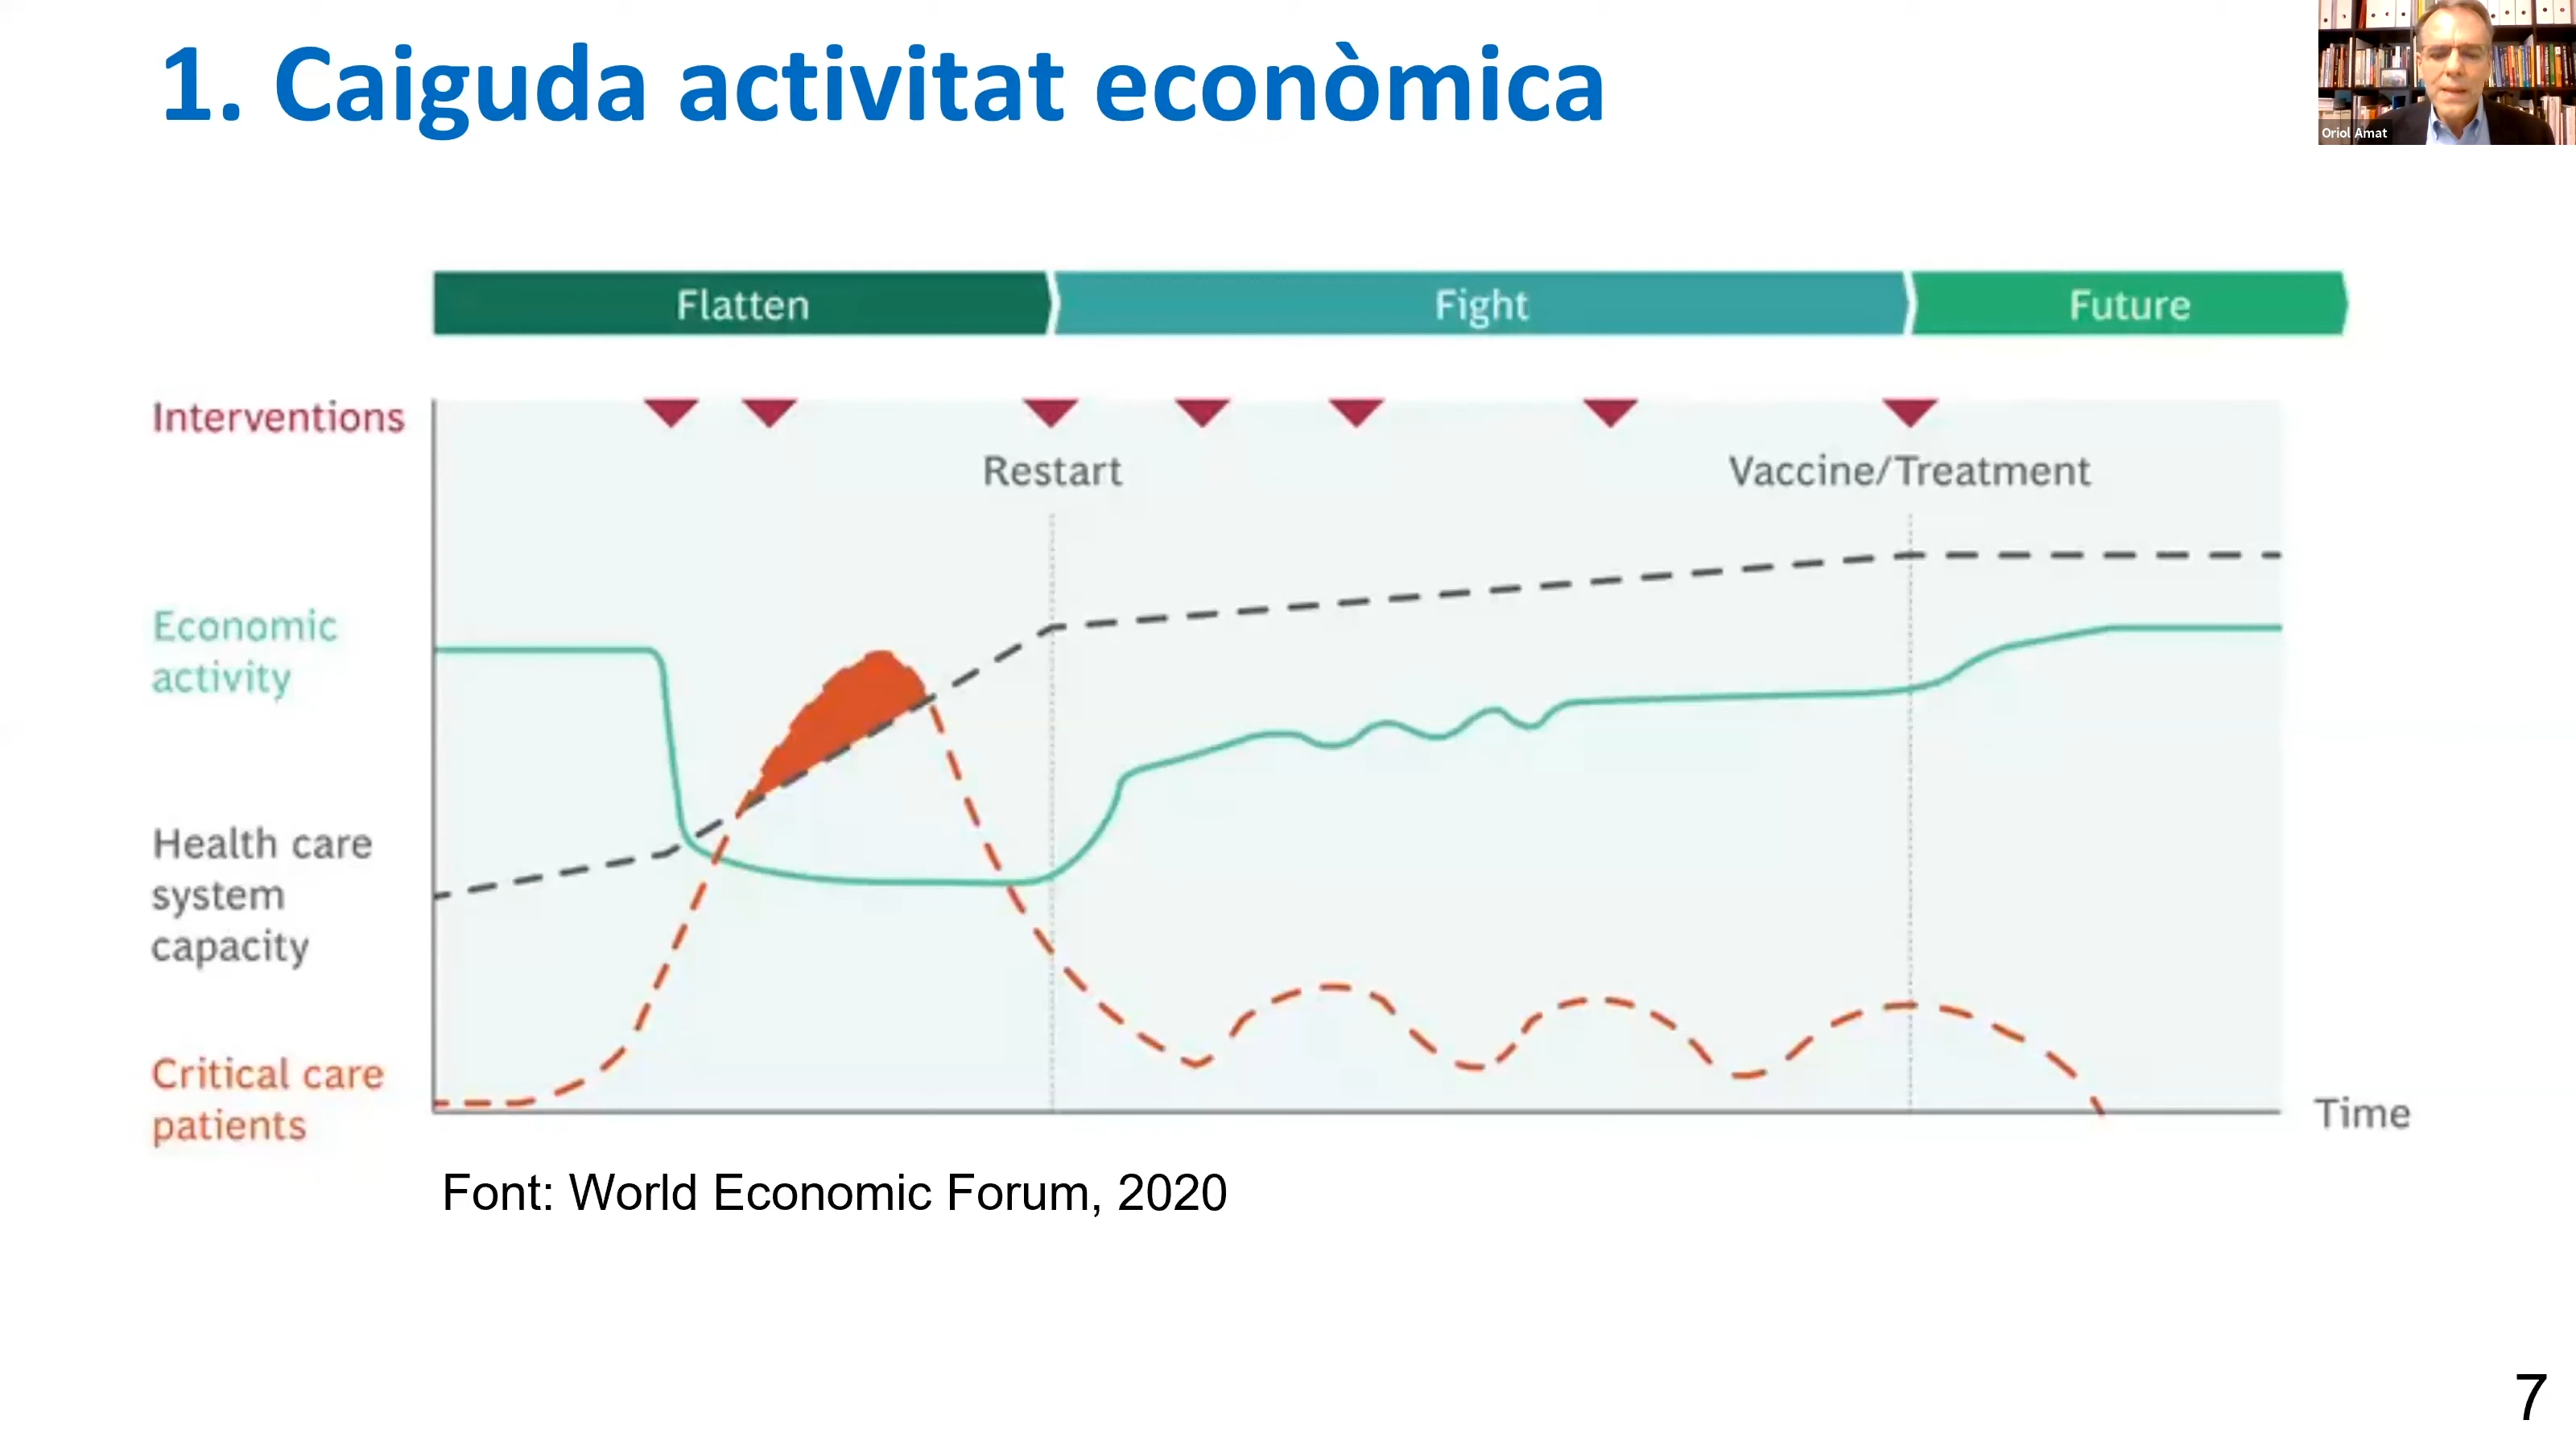 1. Caiguda activitat econòmica
Oriol Amat
Flatten
Fight
Future
Interventions
Restart
Vaccine/Treatment
Economic
activity
Health care
system
capacity
Critical care
patients
Time
Font: World Economic Forum, 2020
7